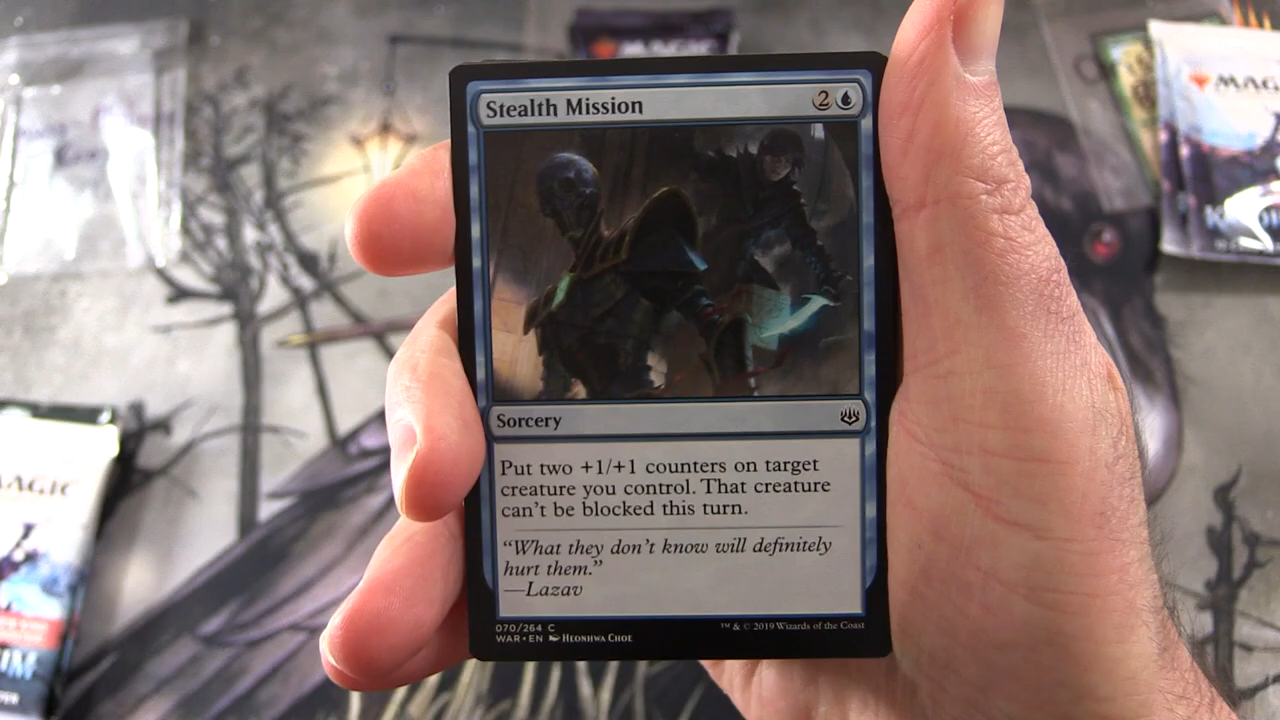 MAGIC
MAG
Stealth Mission 2
Sorcery
Put two +1/+1 counters on target
creature you control. That creature
can't be blocked this turn.
“What they don't know will definitely
hurt them.”
—Lazav
070/264 C
WAR • EN HEONHWA CHOE
™ & © 2019 Wizards of the Coast
MAGIC